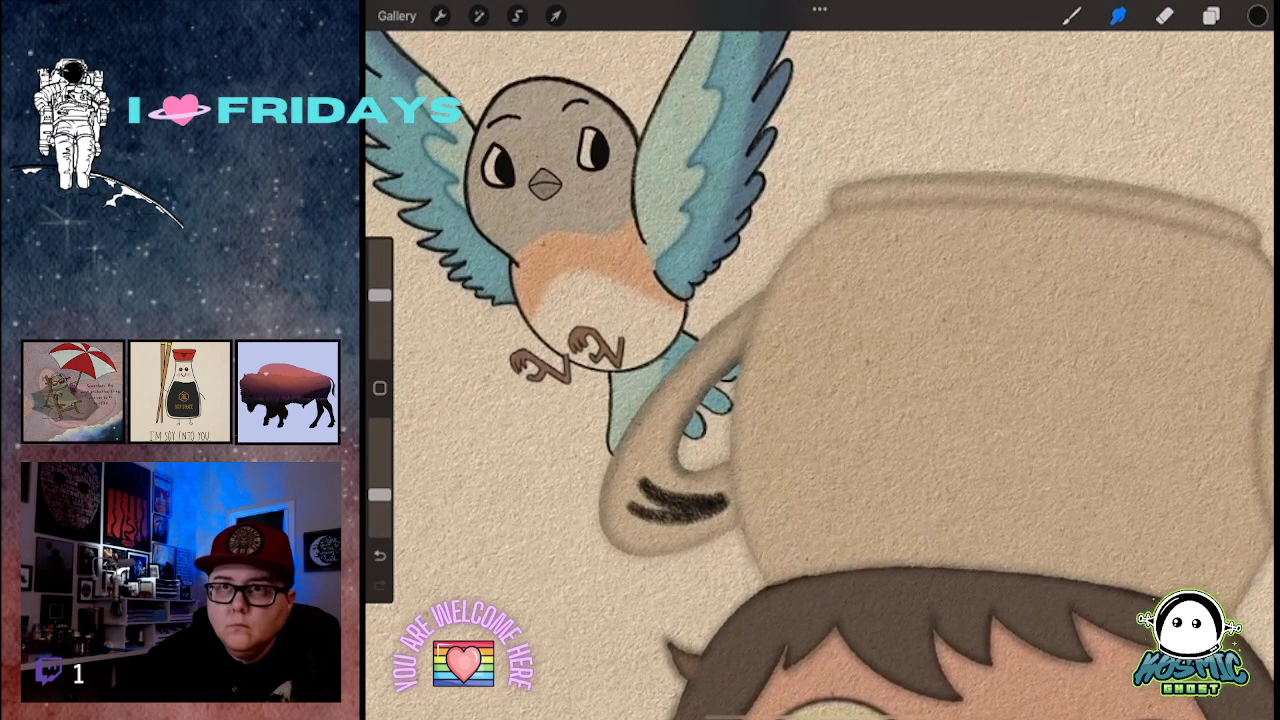 Gallery
I FRIDAYS
I'M SOY INTO YOU
1
YOU ARE WELCOME HERE
KOSMIC
GHOST